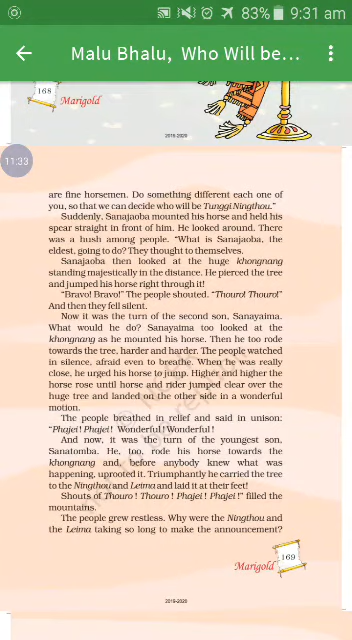 83% 9:31 am
Malu Bhalu, Who Will be...
168
Marigold
2019-2020
11:33
are fine horsemen. Do something different each one of
you, so that we can decide who will be Tunggi Ningthou."
Suddenly, Sanajaoba mounted his horse and held his
spear straight in front of him. He looked around. There
was a hush among people. "What is Sanajaoba, the
eldest, going to do? They thought to themselves.
Sanajaoba then looked at the huge khongnang
standing majestically in the distance. He pierced the tree
and jumped his horse right through it!
"Bravo! Bravo!" The people shouted. "Thouro! Thouro!"
And then they fell silent.
Now it was the turn of the second son, Sanayaima.
What would he do? Sanayaima too looked at the
khongnang as he mounted his horse. Then he too rode
towards the tree, harder and harder. The people watched
in silence, afraid even to breathe. When he was really
close, he urged his horse to jump. Higher and higher the
horse rose until horse and rider jumped clear over the
huge tree and landed on the other side in a wonderful
motion.
The people breathed in relief and said in unison:
"Phajei! Phajei! Wonderful! Wonderful!
And now, it was the turn of the youngest son,
Sanatomba. He, too, rode his horse towards the
khongnang and, before anybody knew what was
happening, uprooted it. Triumphantly he carried the tree
to the Ningthou and Leima and laid it at their feet!
Shouts of Thouro! Thouro! Phajei! Phajei!" filled the
mountains.
The people grew restless. Why were the Ningthou and
the Leima taking so long to make the announcement?
169
Marigold
2019-2020